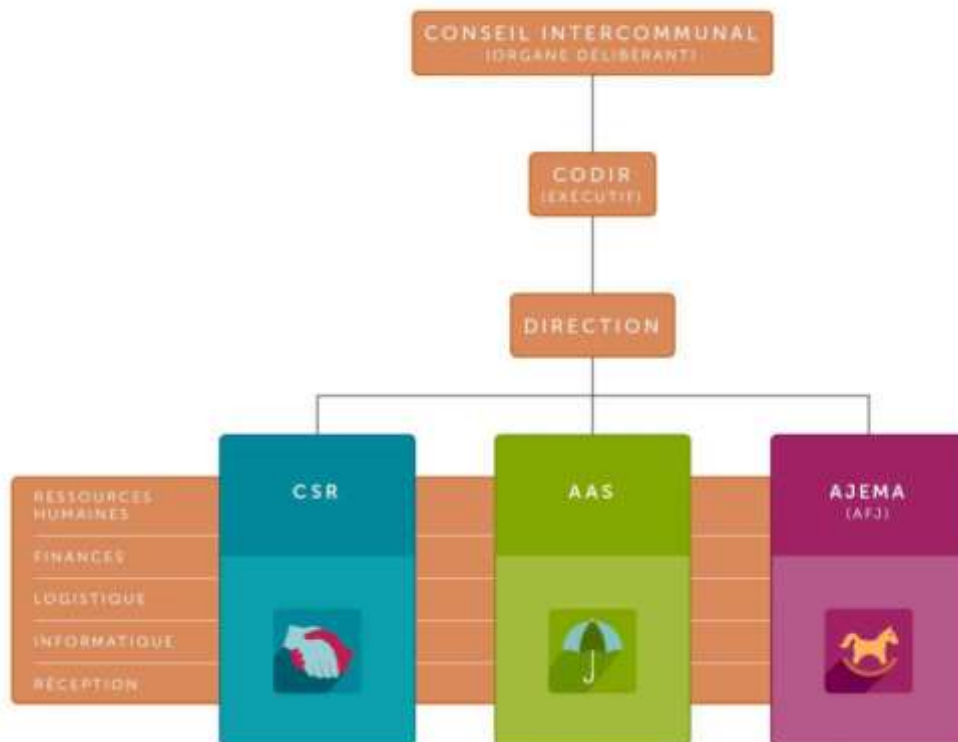 CONSEIL INTERCOMMUNAL
(ORGANE DÉLIBÉRANT)
CODIR
(EXÉCUTIF)
DIRECTION
CSR
AAS
AJEMA
(AFJ)
RESSOURCES
HUMAINES
FINANCES
LOGISTIQUE
INFORMATIQUE
RÉCEPTION